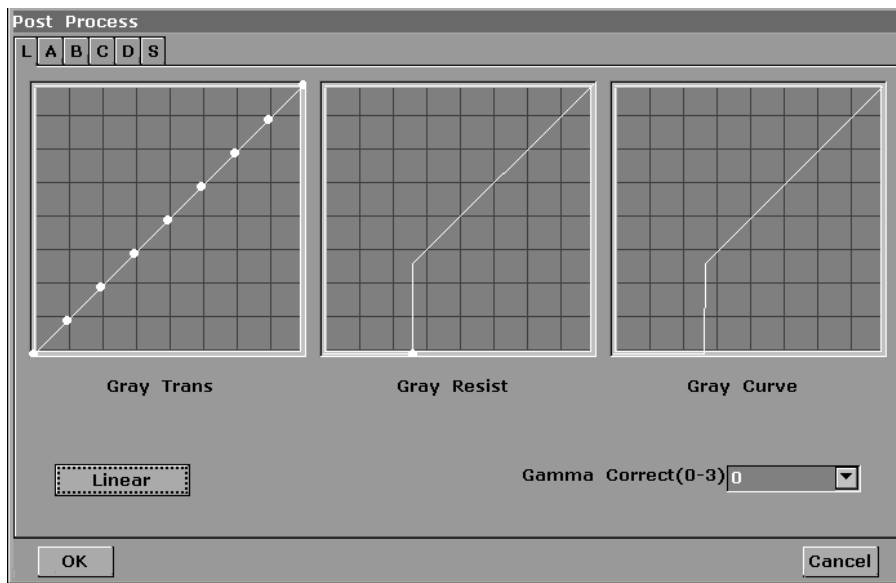 Post Process
L A B C D S
Gray Trans Gray Resist Gray Curve
Linear Gamma Correct(0-3) 0
OK Cancel